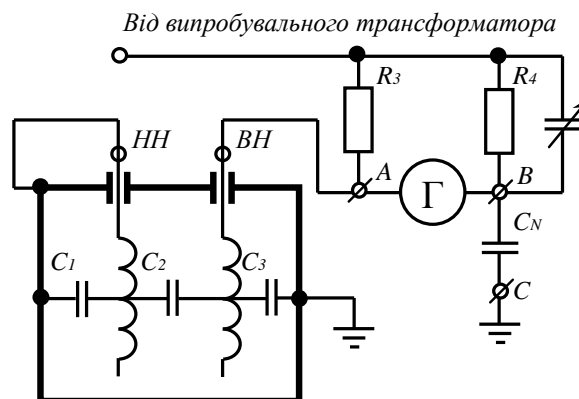 Від випробувального трансформатора
R3
R4
НН
ВН
A
Г
B
CN
C1
C2
C3
C